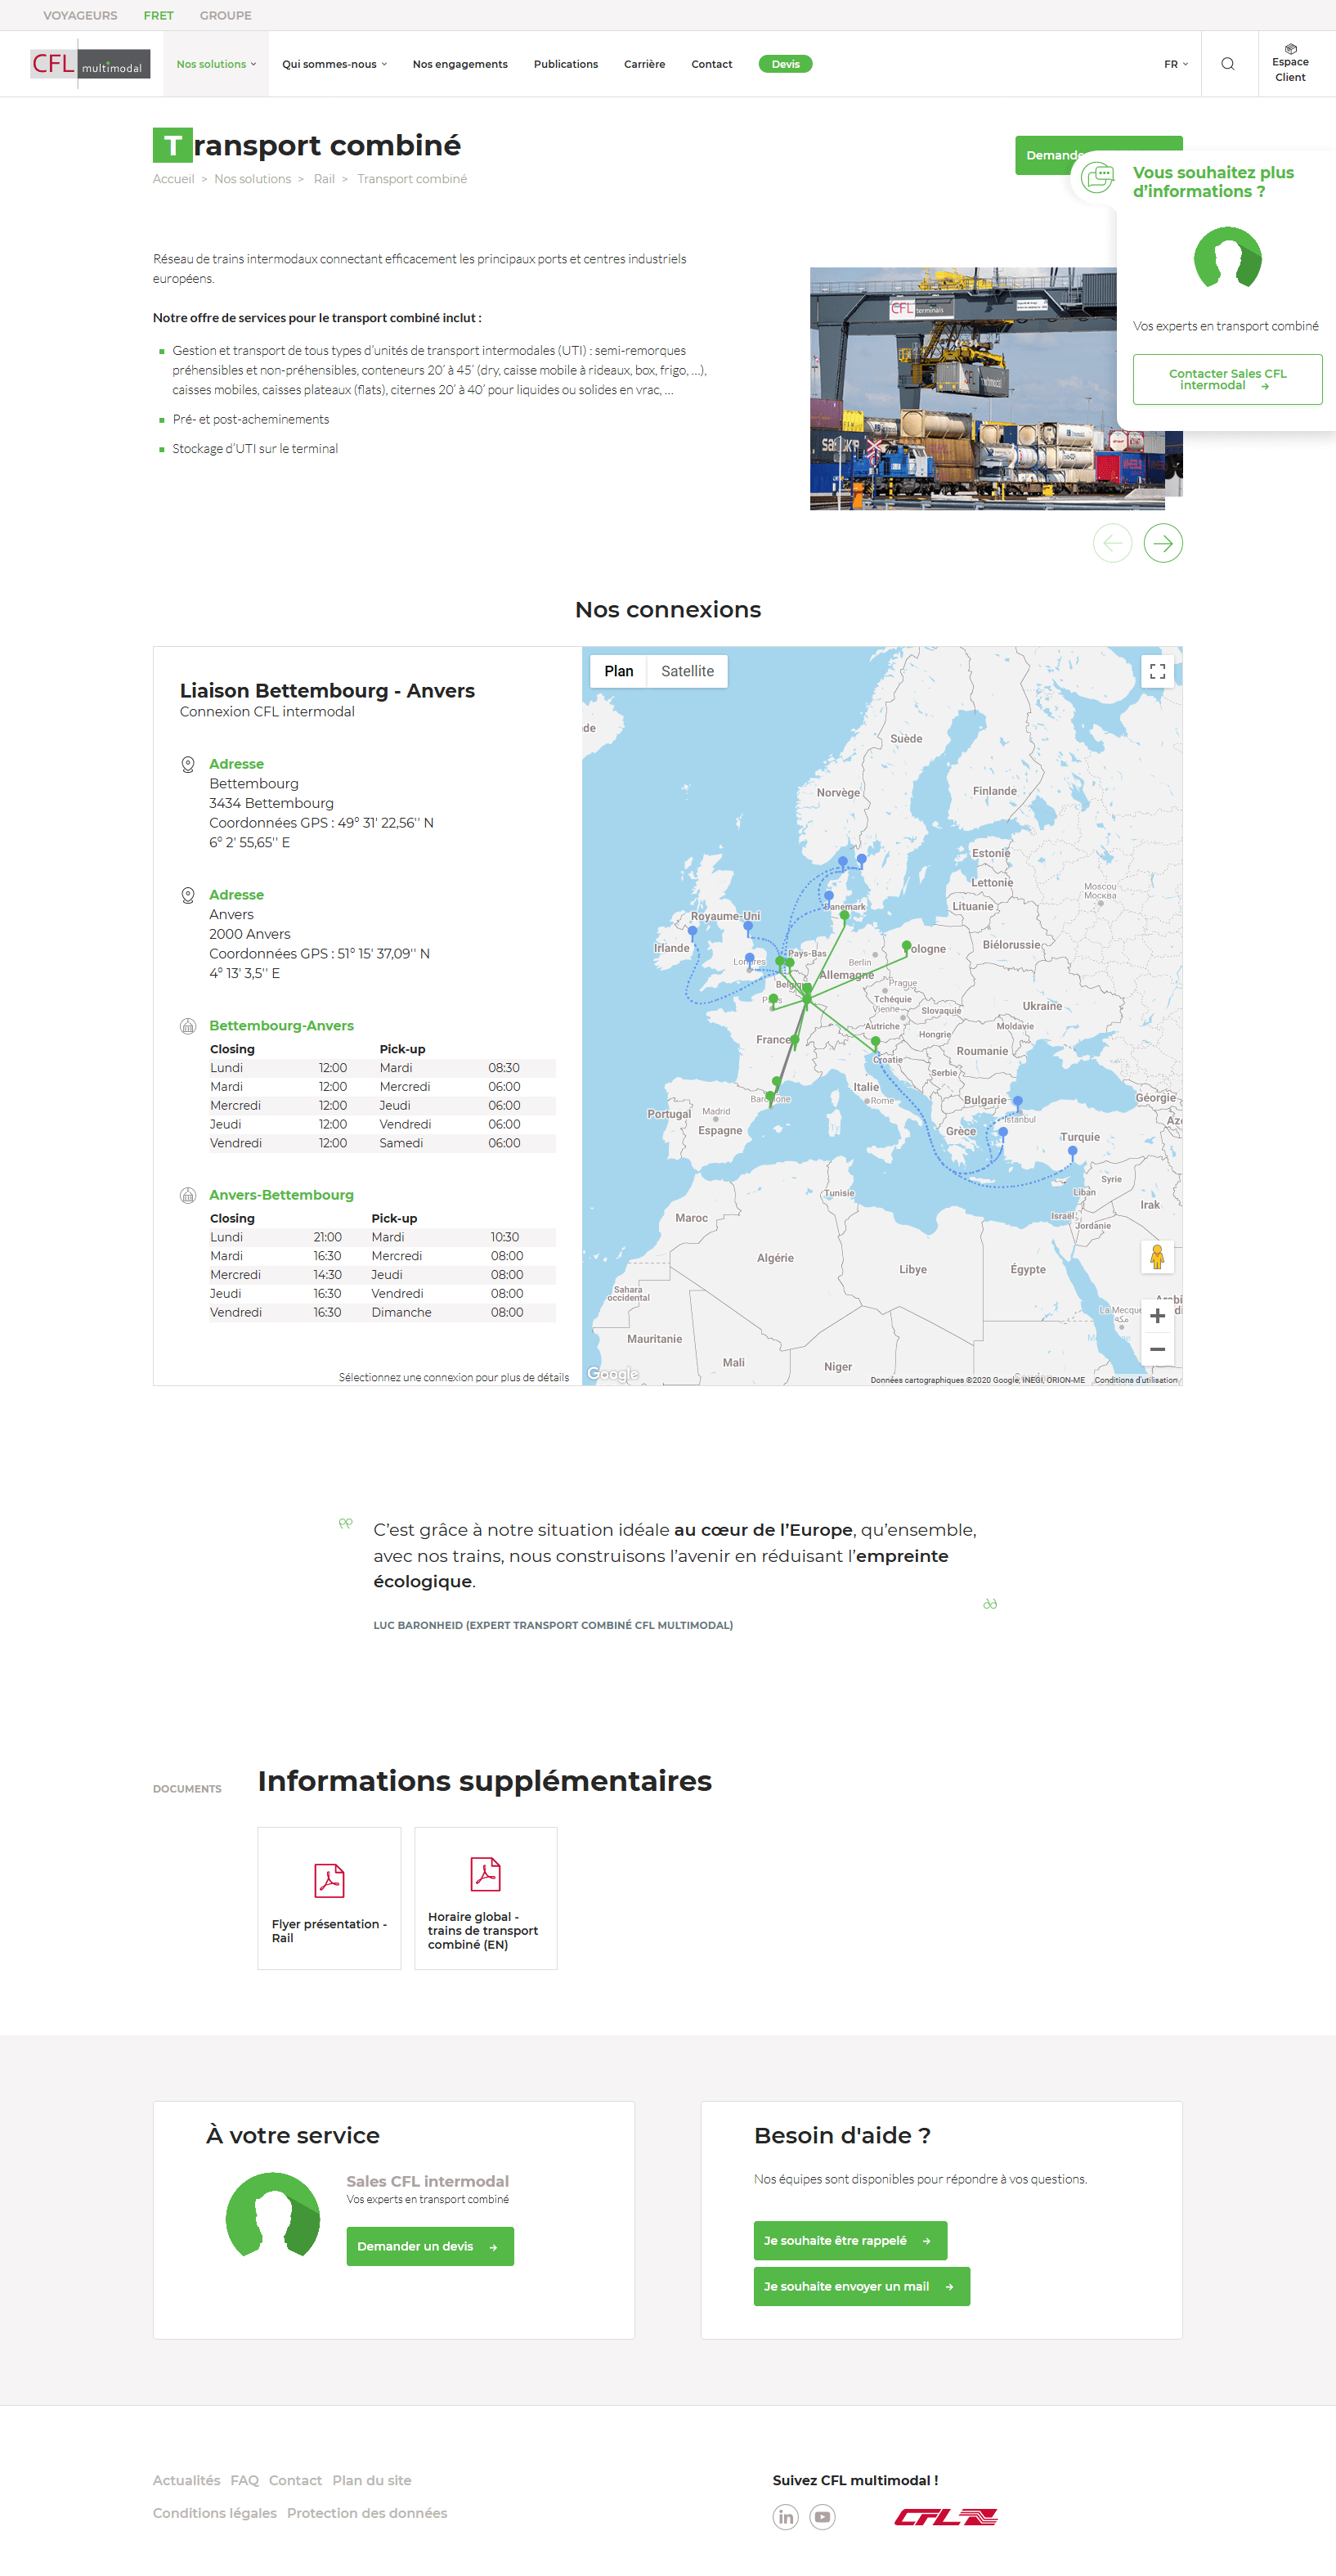 VOYAGEURS FRET GROUPE
CFL multimodal
Nos solutions Qui sommes-nous Nos engagements Publications Carrière Contact Devis FR Espace Client
Transport combiné
Accueil > Nos solutions > Rail > Transport combiné
Vous souhaitez plus
d'informations ?
Vos experts en transport combiné
Contacter Sales CFL
intermodal
Réseau de trains intermodaux connectant efficacement les principaux ports et centres industriels
européens.
Notre offre de services pour le transport combiné inclut :
Gestion et transport de tous types d'unités de transport intermodales (UTI) : semi-remorques
préhensibles et non-préhensibles, conteneurs 20' à 45' (dry, caisse mobile à rideaux, box, frigo, ...),
caisses mobiles, caisses plateaux (flats), citernes 20' à 40' pour liquides ou solides en vrac, ...
Pré- et post-acheminements
Stockage d'UTI sur le terminal
CFL terminals
Nos connexions
Liaison Bettembourg - Anvers
Connexion CFL intermodal
Adresse
Bettembourg
3434 Bettembourg
Coordonnées GPS : 49° 31' 22,56'' N
6° 2' 55,65'' E
Adresse
Anvers
2000 Anvers
Coordonnées GPS : 51° 15' 37,09'' N
4° 13' 3,5'' E
Bettembourg-Anvers
Closing Pick-up
Lundi 12:00 Mardi 08:30
Mardi 12:00 Mercredi 06:00
Mercredi 12:00 Jeudi 06:00
Jeudi 12:00 Vendredi 06:00
Vendredi 12:00 Samedi 06:00
Anvers-Bettembourg
Closing Pick-up
Lundi 21:00 Mardi 10:30
Mardi 16:30 Mercredi 08:00
Mercredi 14:30 Jeudi 08:00
Jeudi 16:30 Vendredi 08:00
Vendredi 16:30 Dimanche 08:00
Sélectionnez une connexion pour plus de détails
Plan Satellite
Suède
Norvège
Finlande
Estonie
Lettonie
Moscou
Москва
Lituanie
Danemark
Royaume-Uni
Irlande
Biélorussie
Pays-Bas
Berlin
Allemagne
Prague
Tchéquie
Vienne
Slovaquie
Ukraine
Autriche
Moldavie
Hongrie
France
Roumanie
Croatie
Serbie
Italie
Rome
Bulgarie
Géorgie
Portugal
Madrid
Espagne
Istanbul
Grèce
Turquie
Syrie
Tunisie
Liban
Irak
Maroc
Israël
Jordanie
Algérie
Libye
Égypte
Sahara
occidental
Mauritanie
Mali
Niger
Google
Données cartographiques ©2020 Google, INEGI, ORION-ME Conditions d'utilisation
C'est grâce à notre situation idéale au cœur de l'Europe, qu'ensemble,
avec nos trains, nous construisons l'avenir en réduisant l'empreinte
écologique.
LUC BARONHEID (EXPERT TRANSPORT COMBINÉ CFL MULTIMODAL)
DOCUMENTS Informations supplémentaires
Flyer présentation -
Rail
Horaire global -
trains de transport
combiné (EN)
À votre service
Sales CFL intermodal
Vos experts en transport combiné
Demander un devis
Besoin d'aide ?
Nos équipes sont disponibles pour répondre à vos questions.
Je souhaite être rappelé
Je souhaite envoyer un mail
Actualités FAQ Contact Plan du site
Conditions légales Protection des données
Suivez CFL multimodal !
CFL